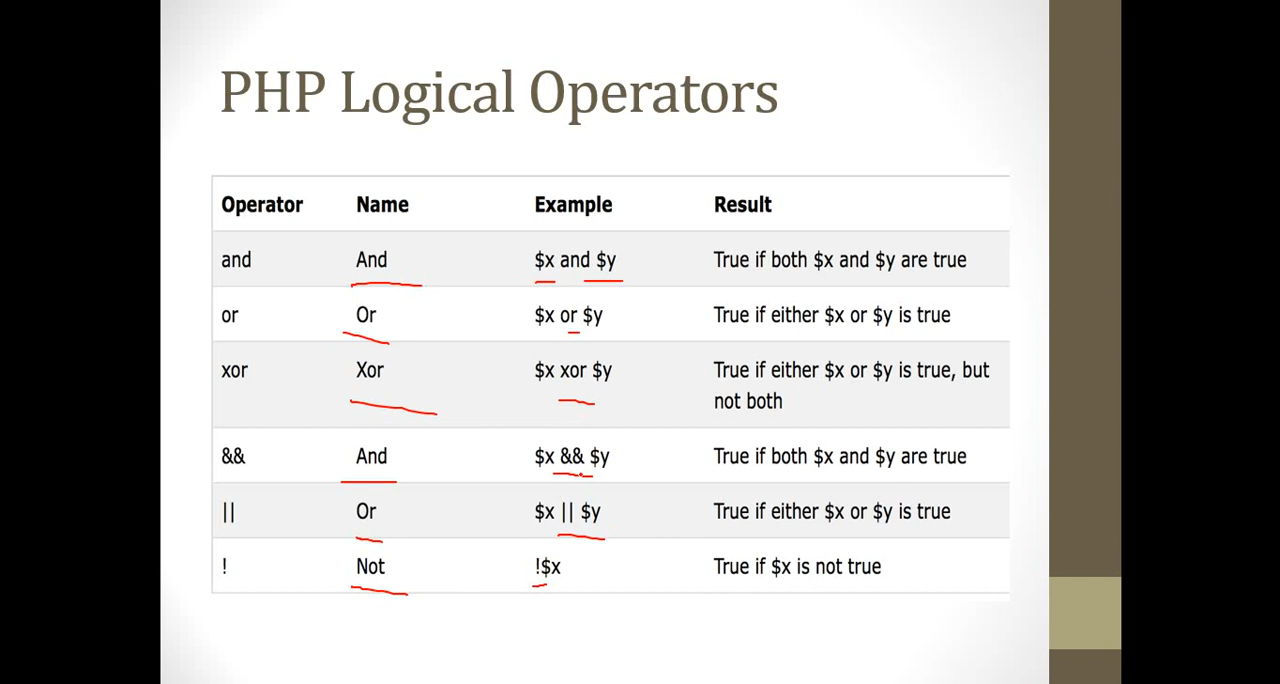 PHP Logical Operators
Operator Name Example Result
and And $x and $y True if both $x and $y are true
or Or $x or $y True if either $x or $y is true
xor Xor $x xor $y True if either $x or $y is true, but
not both
&& And $x && $y True if both $x and $y are true
|| Or $x || $y True if either $x or $y is true
! Not !$x True if $x is not true